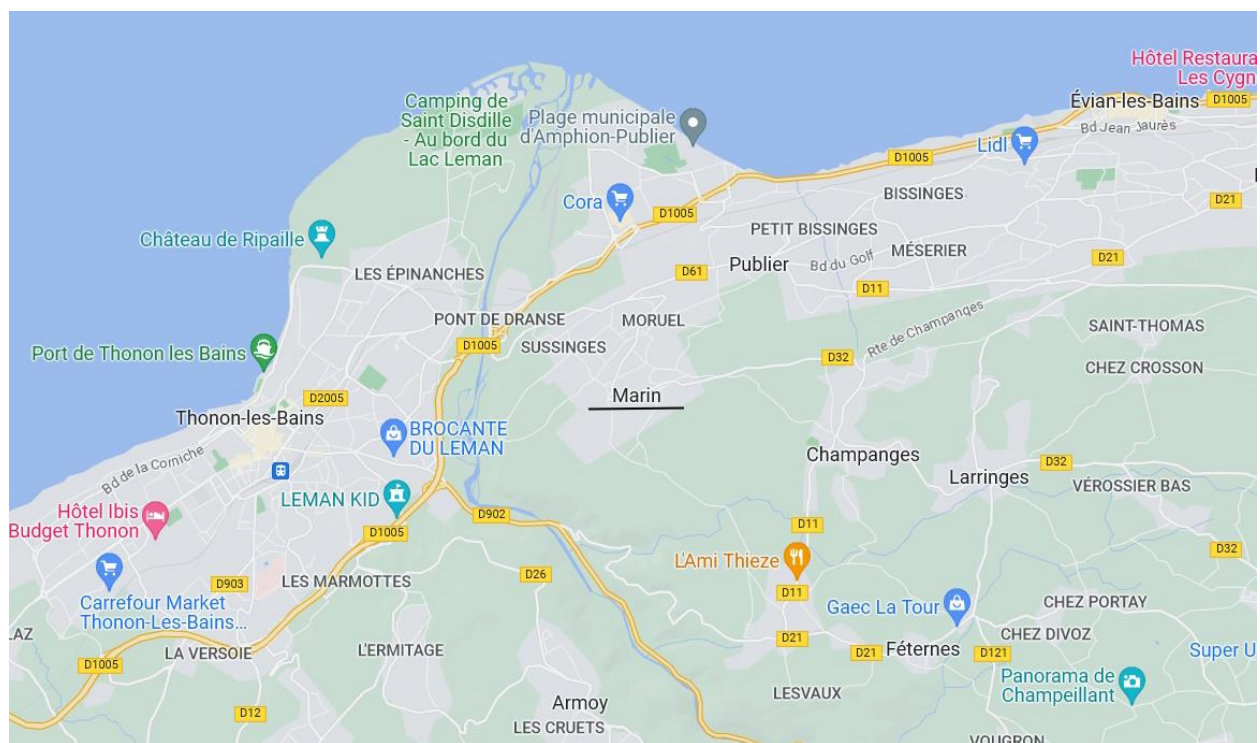 Hôtel Restaura
Les Cygn
Évian-les-Bains
D1005
Camping de
Saint Disdille
- Au bord du
Lac Leman
Plage municipale
d'Amphion-Publier
Bd Jean Jaurès
Lidl
D1005
BISSINGES
D21
Cora
D1005
PETIT BISSINGES
Château de Ripaille
MÉSERIER
Publier
Bd du Golf
D21
LES ÉPINANCHES
D61
D11
PONT DE DRANSE
MORUEL
Rte de Champanges
SAINT-THOMAS
Port de Thonon les Bains
D1005
SUSSINGES
D32
CHEZ CROSSON
D2005
Marin
Thonon-les-Bains
BROCANTE
DU LEMAN
Champanges
Bd de la Corniche
D32
Larringes
VÉROSSIER BAS
LEMAN KID
Hôtel Ibis
Budget Thonon
D902
D11
D1005
D32
L'Ami Thieze
D26
LES MARMOTTES
D903
D11
Carrefour Market
Thonon-Les-Bains...
Gaec La Tour
CHEZ PORTAY
LAZ
CHEZ DIVOZ
D21
LA VERSOIE
L'ERMITAGE
D21
Féternes
D121
Super U
D1005
Panorama de
Champeillant
LESVAUX
Armoy
D12
LES CRUETS
VOUGRON